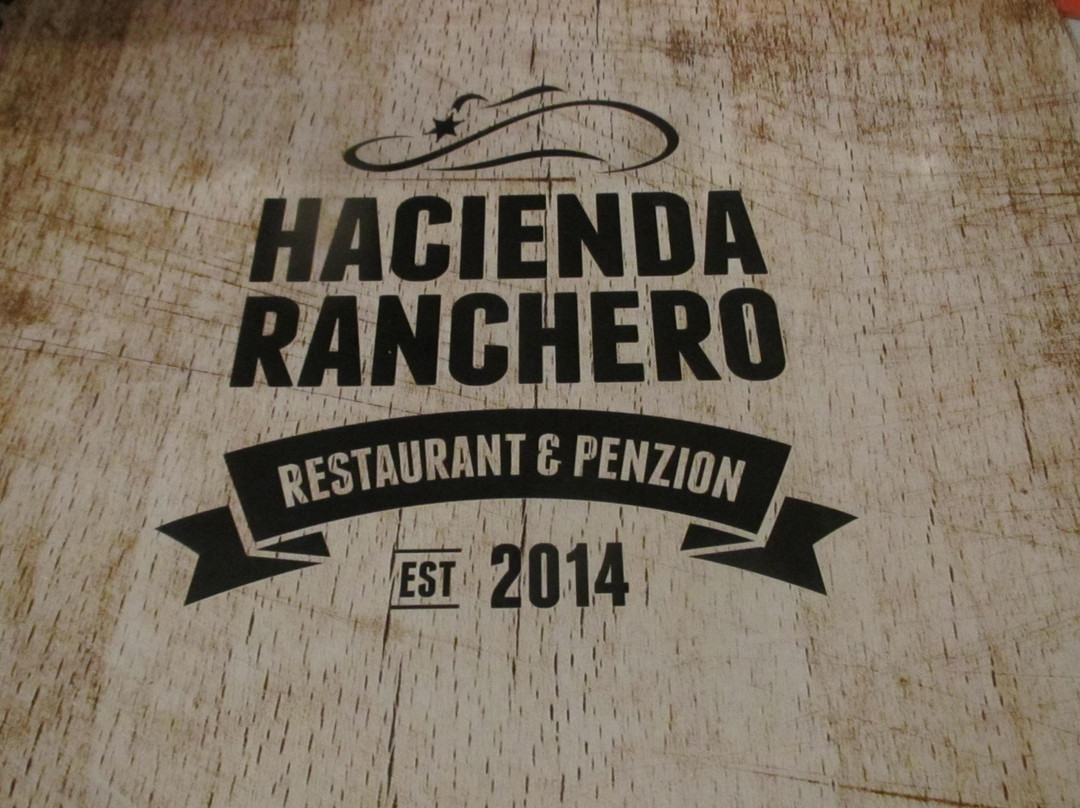 HACIENDA
RANCHERO
RESTAURANT & PENZION
EST 2014